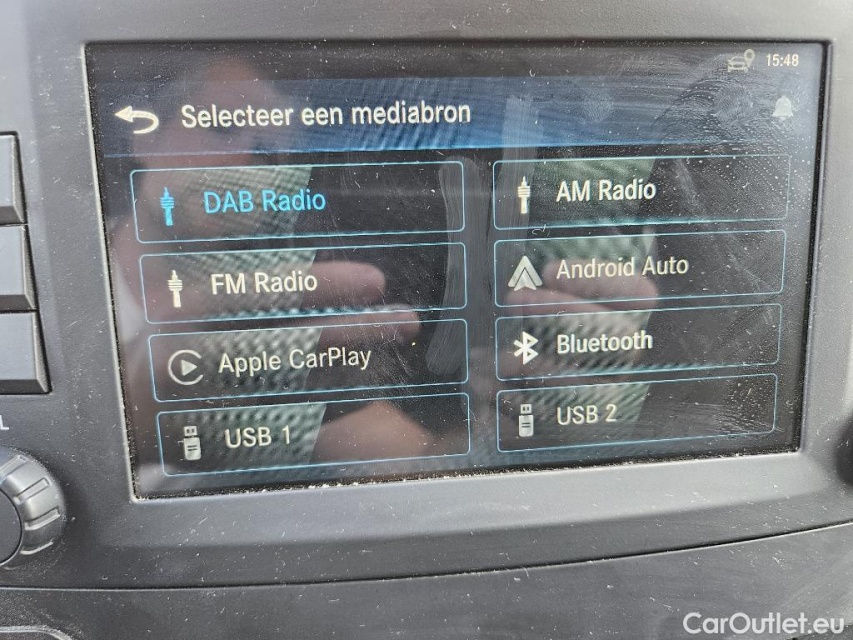 15:48
Selecteer een mediabron
DAB Radio
AM Radio
FM Radio
Android Auto
Apple CarPlay
Bluetooth
USB 1
USB 2
L
CarOutlet.eu